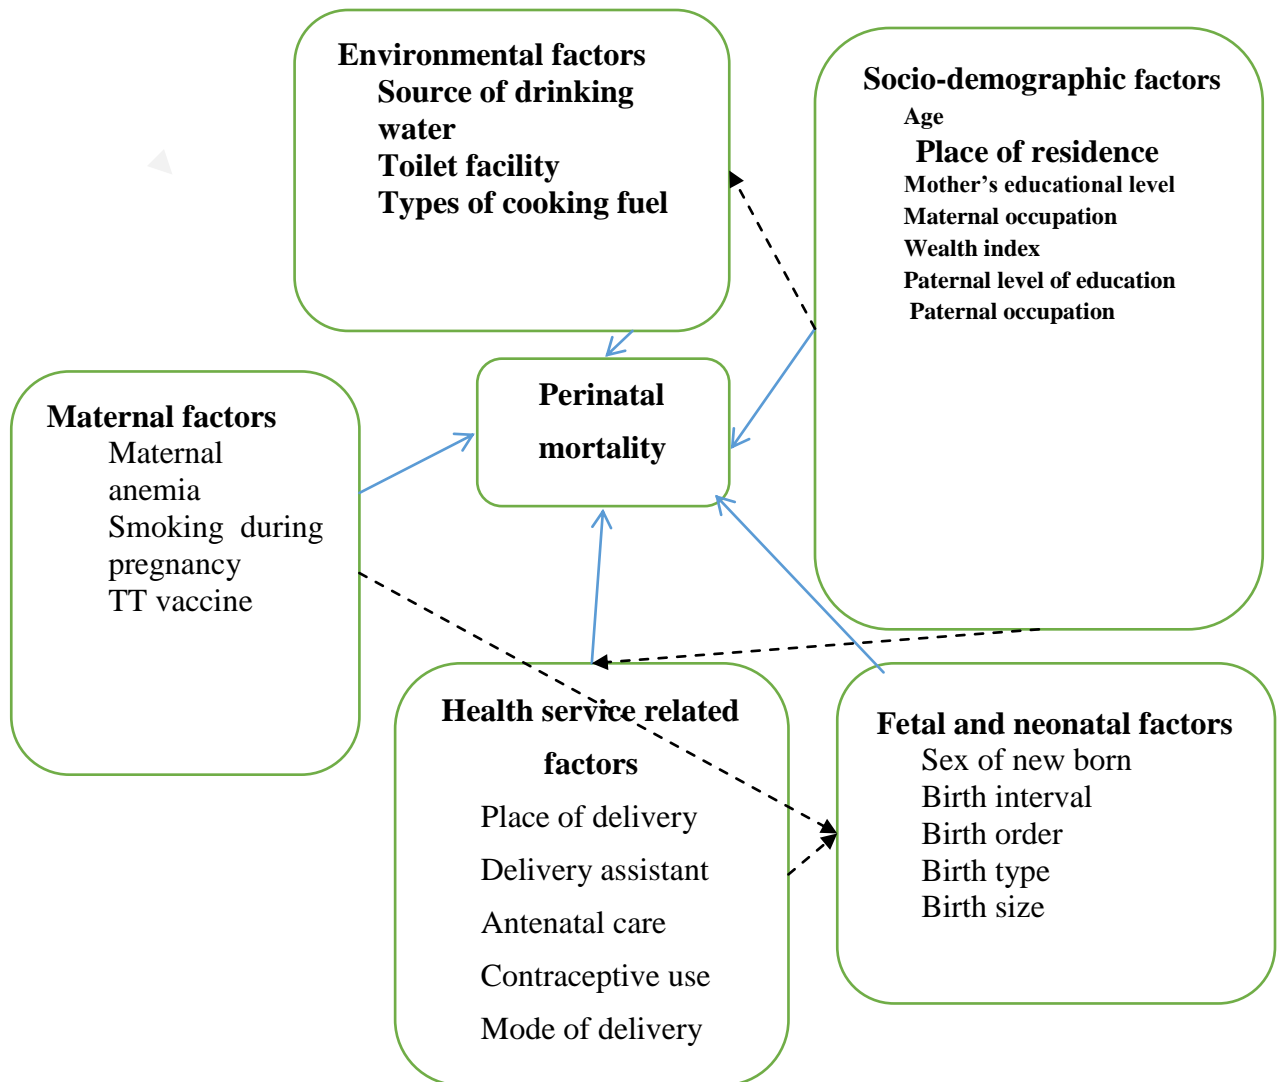 Environmental factors
Source of drinking
water
Toilet facility
Types of cooking fuel
Socio-demographic factors
Age
Place of residence
Mother’s educational level
Maternal occupation
Wealth index
Paternal level of education
Paternal occupation
Perinatal
mortality
Maternal factors
Maternal
anemia
Smoking during
pregnancy
TT vaccine
Health service related
factors
Place of delivery
Delivery assistant
Antenatal care
Contraceptive use
Mode of delivery
Fetal and neonatal factors
Sex of new born
Birth interval
Birth order
Birth type
Birth size